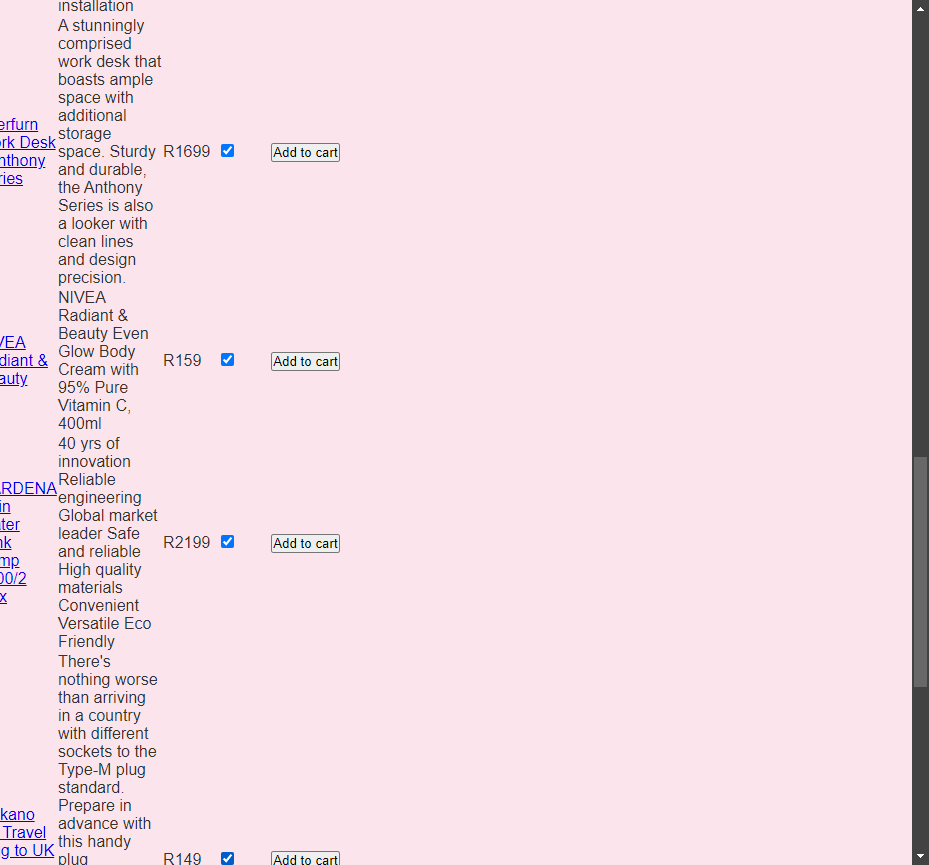 installation
A stunningly
comprised
work desk that
boasts ample
space with
additional
storage
space. Sturdy
and durable,
the Anthony
Series is also
a looker with
clean lines
and design
precision.
erfurn
rk Desk
nthony
ries
R1699
Add to cart
NIVEA
Radiant &
Beauty Even
Glow Body
Cream with
95% Pure
Vitamin C,
400ml
VEA
diant &
auty
R159
Add to cart
40 yrs of
innovation
Reliable
engineering
Global market
leader Safe
and reliable
High quality
materials
Convenient
Versatile Eco
Friendly
ARDENA
in
ter
nk
mp
00/2
x
R2199
Add to cart
There's
nothing worse
than arriving
in a country
with different
sockets to the
Type-M plug
standard.
Prepare in
advance with
this handy
plug
kano
Travel
g to UK
R149
Add to cart